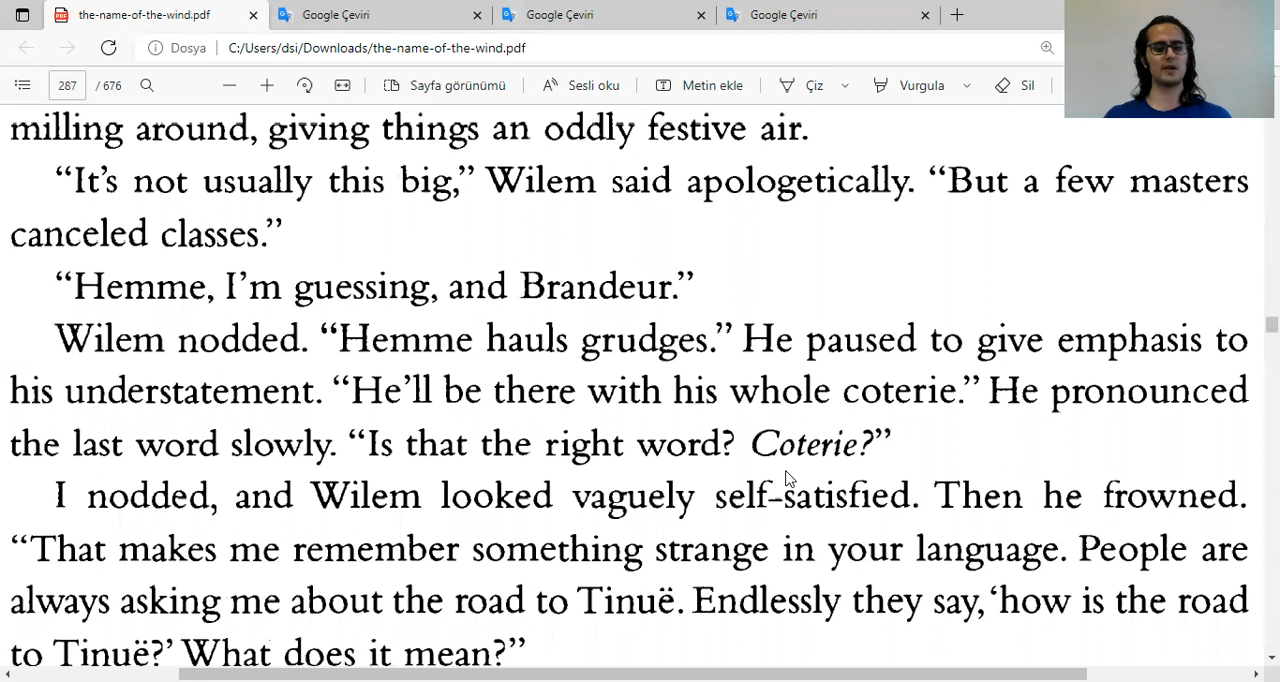 the-name-of-the-wind.pdf
Google Çeviri
Google Çeviri
Google Çeviri
Dosya C:/Users/dsi/Downloads/the-name-of-the-wind.pdf
287 / 676 Sayfa görünümü Sesli oku Metin ekle Çiz Vurgula Sil
milling around, giving things an oddly festive air.
“It’s not usually this big,” Wilem said apologetically. “But a few masters
canceled classes.”
“Hemme, I’m guessing, and Brandeur.”
Wilem nodded. “Hemme hauls grudges.” He paused to give emphasis to
his understatement. “He’ll be there with his whole coterie.” He pronounced
the last word slowly. “Is that the right word? Coterie?”
I nodded, and Wilem looked vaguely self-satisfied. Then he frowned.
“That makes me remember something strange in your language. People are
always asking me about the road to Tinuë. Endlessly they say, ‘how is the road
to Tinuë?’ What does it mean?”